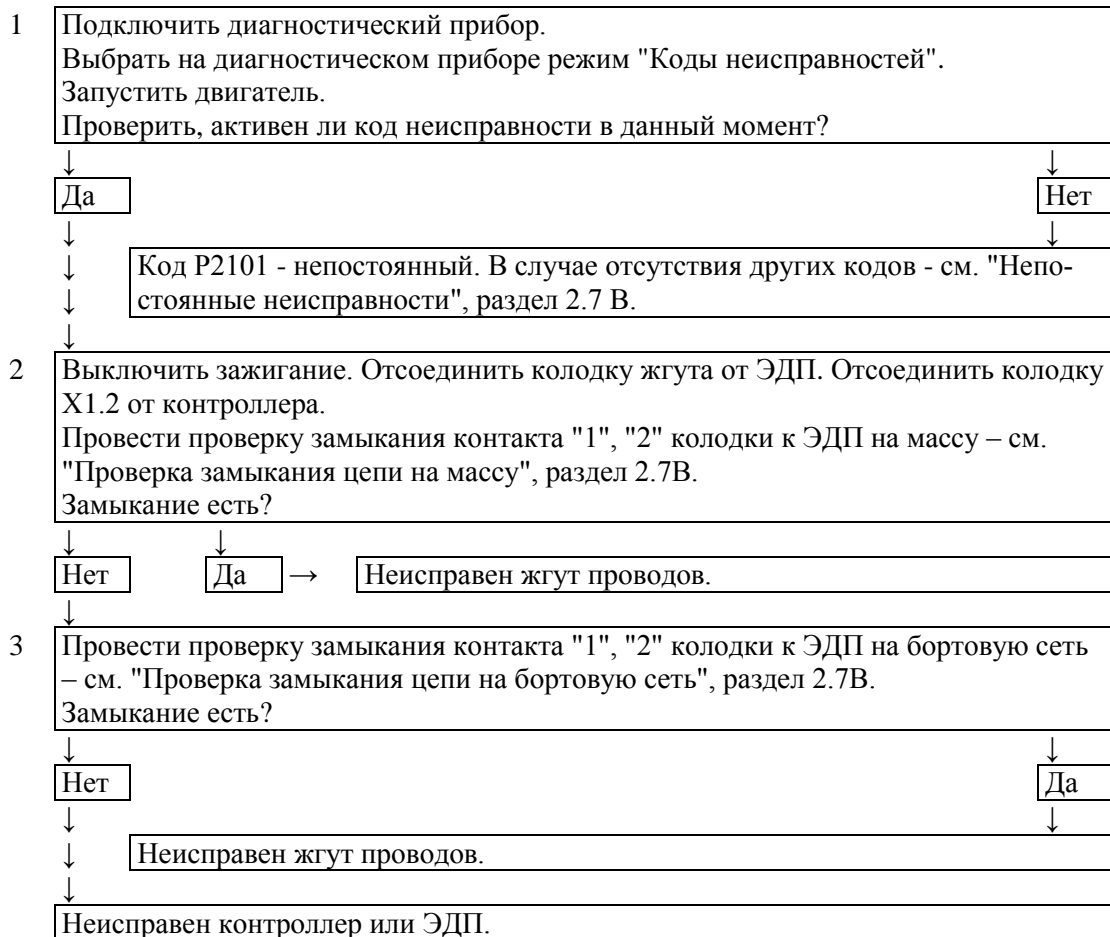 1 Подключить диагностический прибор.
Выбрать на диагностическом приборе режим "Коды неисправностей".
Запустить двигатель.
Проверить, активен ли код неисправности в данный момент?
↓ ↓
Да Нет
↓ ↓
↓ Код Р2101 - непостоянный. В случае отсутствия других кодов - см. "Непо-
↓ стоянные неисправности", раздел 2.7 В.
↓
2 Выключить зажигание. Отсоединить колодку жгута от ЭДП. Отсоединить колодку
Х1.2 от контроллера.
Провести проверку замыкания контакта "1", "2" колодки к ЭДП на массу – см.
"Проверка замыкания цепи на массу", раздел 2.7В.
Замыкание есть?
↓ ↓
Нет Да → Неисправен жгут проводов.
↓
3 Провести проверку замыкания контакта "1", "2" колодки к ЭДП на бортовую сеть
– см. "Проверка замыкания цепи на бортовую сеть", раздел 2.7В.
Замыкание есть?
↓ ↓
Нет Да
↓ ↓
↓ Неисправен жгут проводов.
↓
Неисправен контроллер или ЭДП.